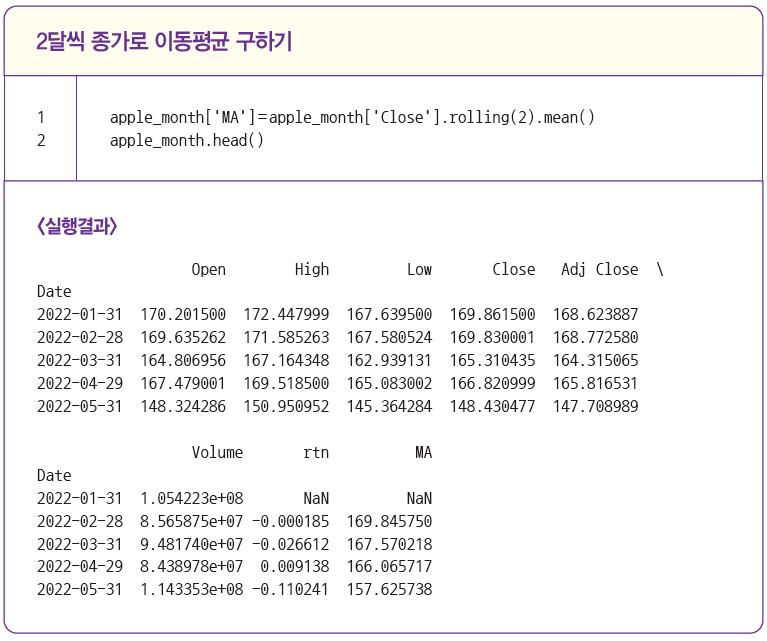 2달씩 종가로 이동평균 구하기
1 apple_month['MA']=apple_month['Close'].rolling(2).mean()
2 apple_month.head()
〈실행결과〉
Open High Low Close Adj Close \
Date
2022-01-31 170.201500 172.447999 167.639500 169.861500 168.623887
2022-02-28 169.635262 171.585263 167.580524 169.830001 168.772580
2022-03-31 164.806956 167.164348 162.939131 165.310435 164.315065
2022-04-29 167.479001 169.518500 165.083002 166.820999 165.816531
2022-05-31 148.324286 150.950952 145.364284 148.430477 147.708989
Volume rtn MA
Date
2022-01-31 1.054223e+08 NaN NaN
2022-02-28 8.565875e+07 -0.000185 169.845750
2022-03-31 9.481740e+07 -0.026612 167.570218
2022-04-29 8.438978e+07 0.009138 166.065717
2022-05-31 1.143353e+08 -0.110241 157.625738